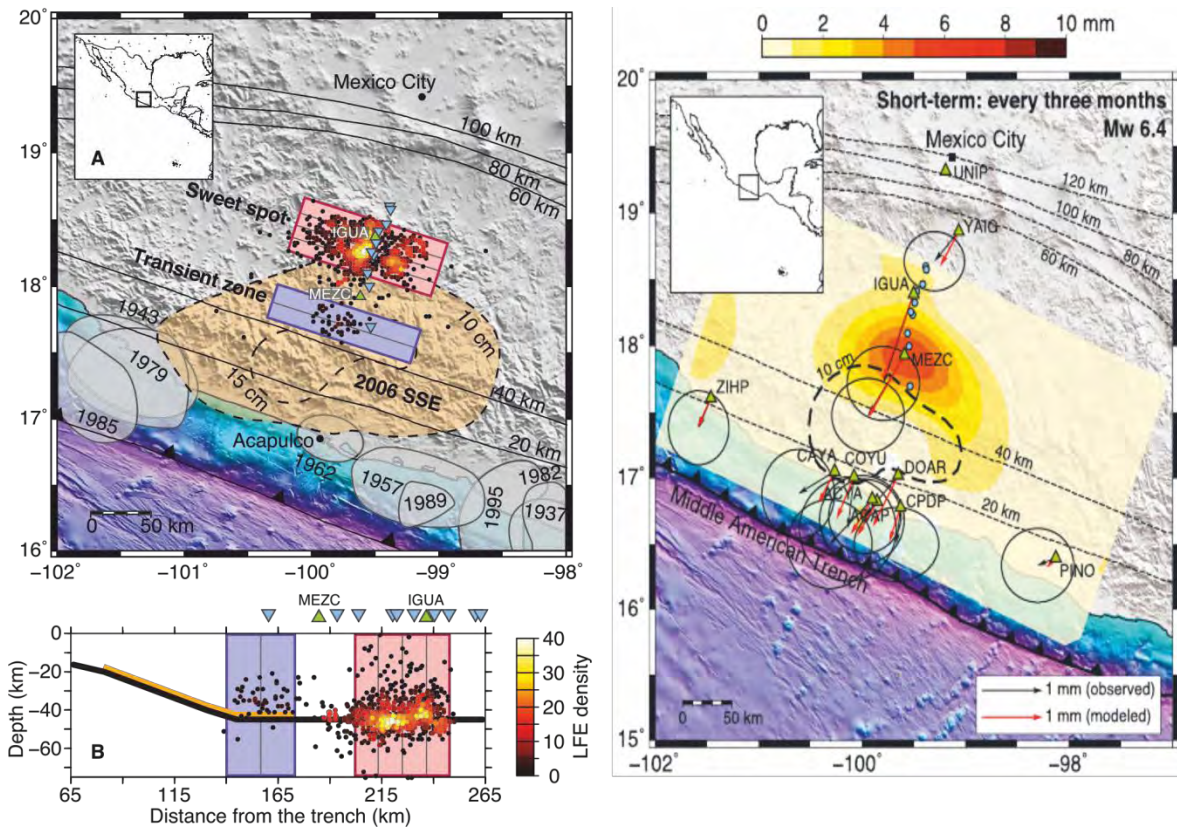 20˚
19˚
18˚
17˚
16˚
−102
−101
−100
−99
−98
A
Mexico City
100 km
80 km
60 km
Sweet spot
IGUA
Transient zone
MEZC
10 cm
1943
1979
15 cm
2006 SSE
40 km
1985
Acapulco
20 km
1962
1957
1989
1995
1982
1937
0 50 km
MEZC
IGUA
0
−20
−40
−60
Depth (km)
B
65
115
165
215
265
Distance from the trench (km)
40
30
20
10
0
LFE density
0 2 4 6 8 10 mm
20˚
19˚
18˚
17˚
16˚
15˚
Short-term: every three months
Mw 6.4
Mexico City
UNIP
120 km
100 km
80 km
60 km
YAIG
IGUA
MEZC
10 cm
ZIHP
40 km
CAYA
COYU
DOAR
CPDP
20 km
Middle American Trench
PINO
0 50 km
1 mm (observed)
1 mm (modeled)
−102
−100
−98